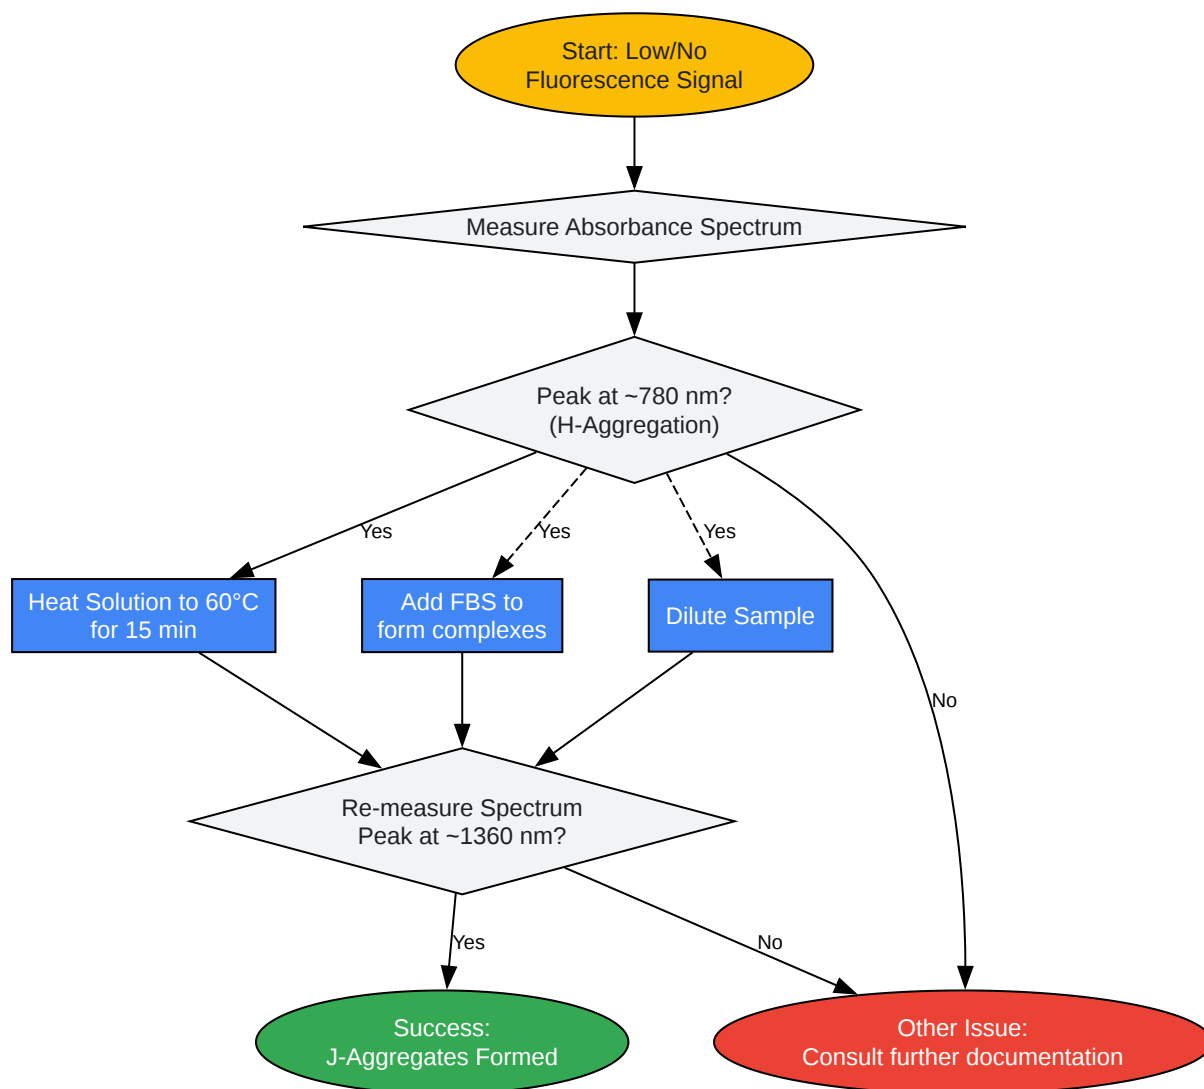 Start: Low/No
Fluorescence Signal
Measure Absorbance Spectrum
Peak at ~780 nm?
(H-Aggregation)
Yes
Yes
Yes
Heat Solution to 60°C
for 15 min
Add FBS to
form complexes
Dilute Sample
No
Re-measure Spectrum
Peak at ~1360 nm?
Yes
No
Success:
J-Aggregates Formed
Other Issue:
Consult further documentation